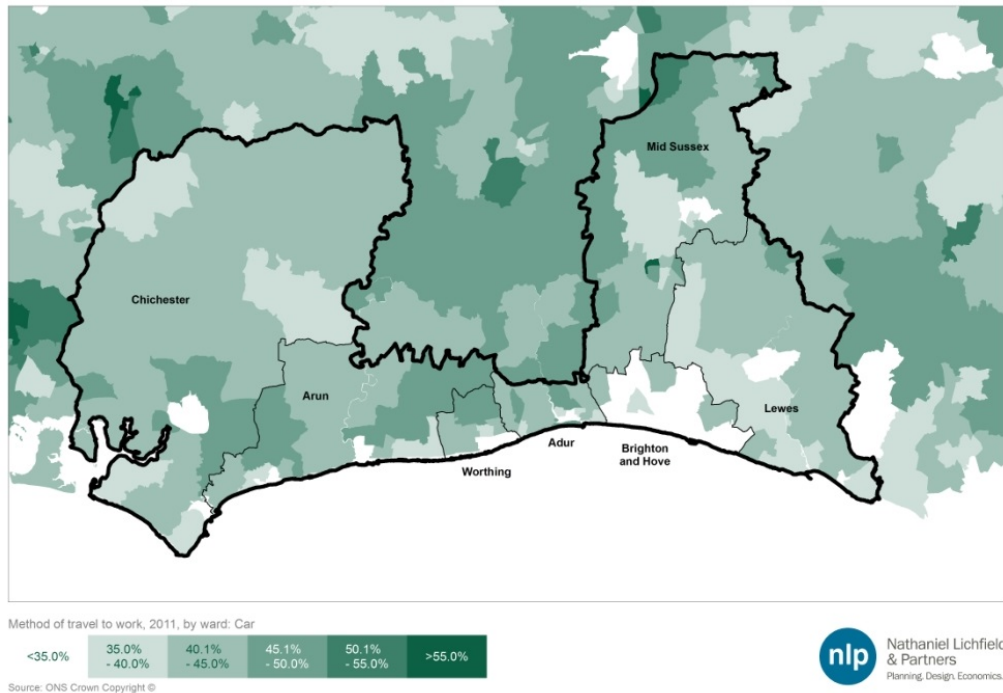 Mid Sussex
Chichester
Arun
Lewes
Adur
Worthing
Brighton
and Hove
Method of travel to work, 2011, by ward: Car
<35.0%
35.0%
- 40.0%
40.1%
- 45.0%
45.1%
- 50.0%
50.1%
- 55.0%
>55.0%
Source: ONS Crown Copyright ©
nlp
Nathaniel Lichfield
& Partners
Planning. Design. Economics.